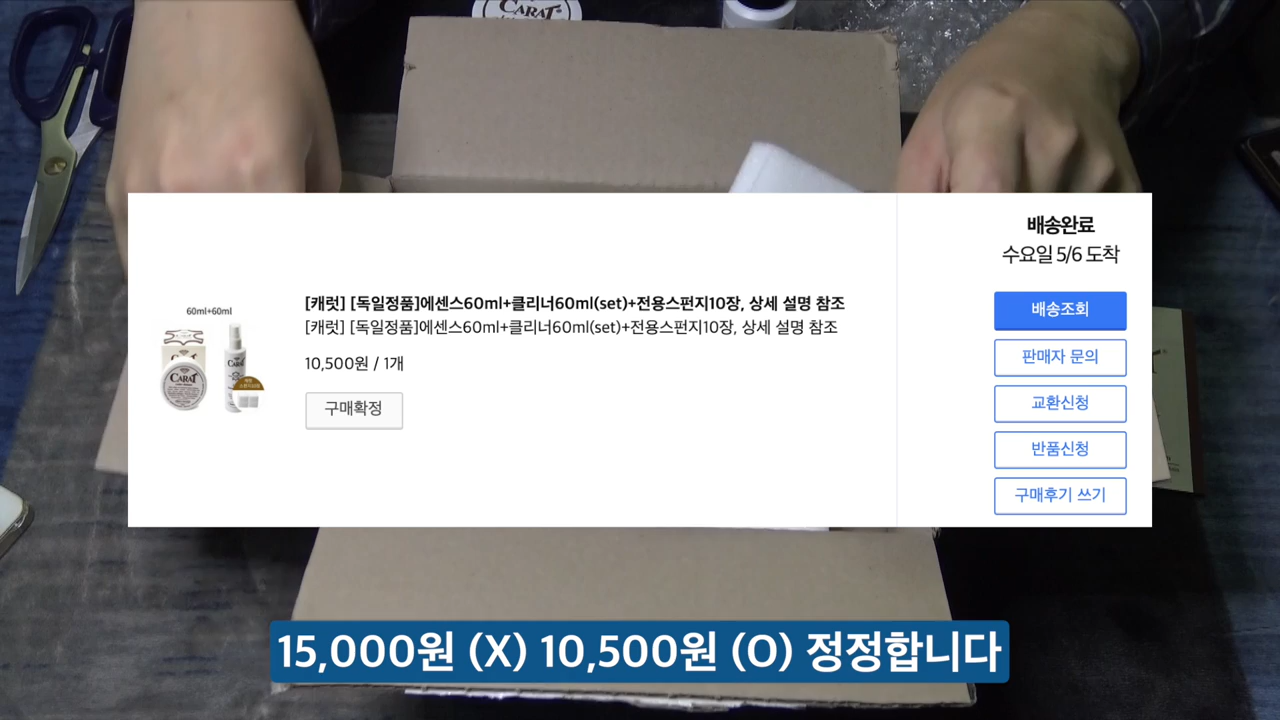 CARAT
배송완료
수요일 5/6 도착
60ml+60ml
[캐럿] [독일정품]에센스60ml+클리너60ml(set)+전용스펀지10장, 상세 설명 참조
[캐럿] [독일정품]에센스60ml+클리너60ml(set)+전용스펀지10장, 상세 설명 참조
10,500원 / 1개
구매확정
CARAT
CARAT
배송조회
판매자 문의
교환신청
반품신청
구매후기 쓰기
15,000원 (X) 10,500원 (O) 정정합니다